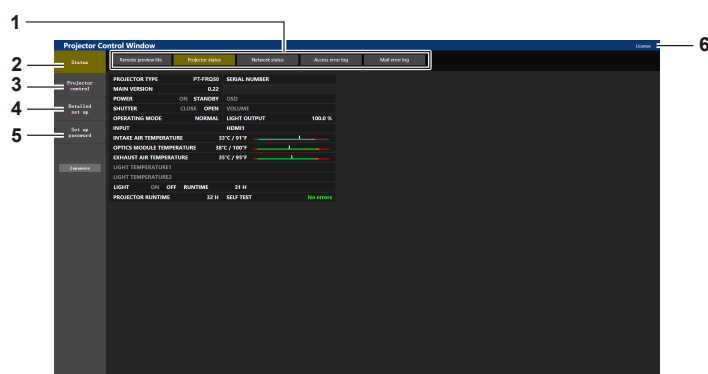 1
Projector Control Window
License
6
2
Status
Remote preview lite
Projector status
Network status
Access error log
Mail error log
3
Projector
control
PROJECTOR TYPE PT-FRQ50 SERIAL NUMBER
MAIN VERSION 0.22
POWER ON STANDBY OSD
4
Detailed
set up
SHUTTER CLOSE OPEN VOLUME
OPERATING MODE NORMAL LIGHT OUTPUT 100.0 %
INPUT HDMI1
5
Set up
password
INTAKE AIR TEMPERATURE 33°C / 91°F
OPTICS MODULE TEMPERATURE 38°C / 100°F
EXHAUST AIR TEMPERATURE 35°C / 95°F
Japanese
LIGHT TEMPERATURE1
LIGHT TEMPERATURE2
LIGHT ON OFF RUNTIME 31 H
PROJECTOR RUNTIME 32 H SELF TEST No errors